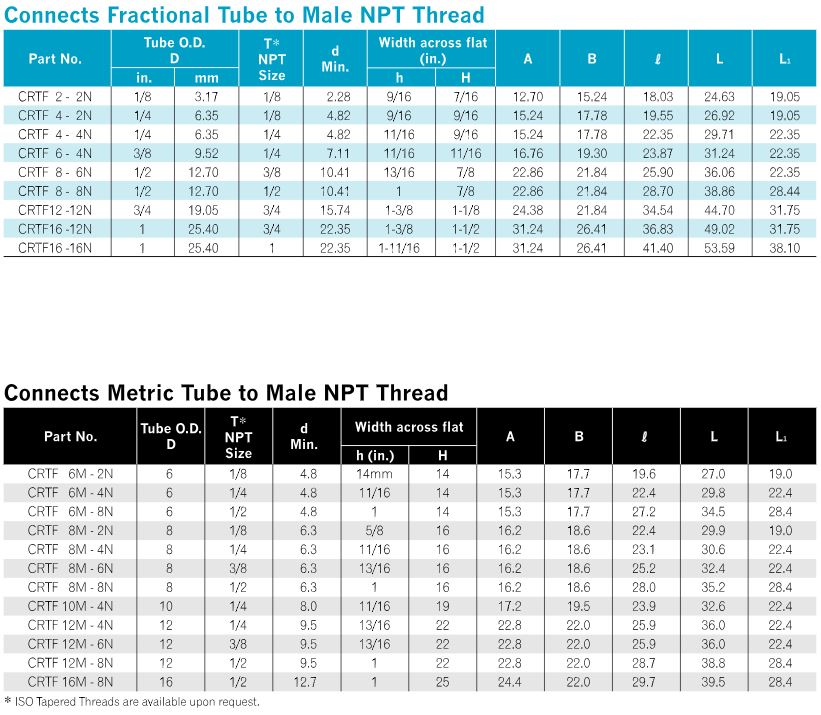 Connects Fractional Tube to Male NPT Thread
Part No. Tube O.D. D T* NPT Size d Min. Width across flat (in.) A B ℓ L L1
in. mm h H
CRTF 2 - 2N 1/8 3.17 1/8 2.28 9/16 7/16 12.70 15.24 18.03 24.63 19.05
CRTF 4 - 2N 1/4 6.35 1/8 4.82 9/16 9/16 15.24 17.78 19.55 26.92 19.05
CRTF 4 - 4N 1/4 6.35 1/4 4.82 11/16 9/16 15.24 17.78 22.35 29.71 22.35
CRTF 6 - 4N 3/8 9.52 1/4 7.11 11/16 11/16 16.76 19.30 23.87 31.24 22.35
CRTF 8 - 6N 1/2 12.70 3/8 10.41 13/16 7/8 22.86 21.84 25.90 36.06 22.35
CRTF 8 - 8N 1/2 12.70 1/2 10.41 1 7/8 22.86 21.84 28.70 38.86 28.44
CRTF12 -12N 3/4 19.05 3/4 15.74 1-3/8 1-1/8 24.38 21.84 34.54 44.70 31.75
CRTF16 -12N 1 25.40 3/4 22.35 1-3/8 1-1/2 31.24 26.41 36.83 49.02 31.75
CRTF16 -16N 1 25.40 1 22.35 1-11/16 1-1/2 31.24 26.41 41.40 53.59 38.10
Connects Metric Tube to Male NPT Thread
Part No. Tube O.D. D T* NPT Size d Min. Width across flat A B ℓ L L1
h (in.) H
CRTF 6M - 2N 6 1/8 4.8 14mm 14 15.3 17.7 19.6 27.0 19.0
CRTF 6M - 4N 6 1/4 4.8 11/16 14 15.3 17.7 22.4 29.8 22.4
CRTF 6M - 8N 6 1/2 4.8 1 14 15.3 17.7 27.2 34.5 28.4
CRTF 8M - 2N 8 1/8 6.3 5/8 16 16.2 18.6 22.4 29.9 19.0
CRTF 8M - 4N 8 1/4 6.3 11/16 16 16.2 18.6 23.1 30.6 22.4
CRTF 8M - 6N 8 3/8 6.3 13/16 16 16.2 18.6 25.2 32.4 22.4
CRTF 8M - 8N 8 1/2 6.3 1 16 16.2 18.6 28.0 35.2 28.4
CRTF 10M - 4N 10 1/4 8.0 11/16 19 17.2 19.5 23.9 32.6 22.4
CRTF 12M - 4N 12 1/4 9.5 13/16 22 22.8 22.0 25.9 36.0 22.4
CRTF 12M - 6N 12 3/8 9.5 13/16 22 22.8 22.0 25.9 36.0 22.4
CRTF 12M - 8N 12 1/2 9.5 1 22 22.8 22.0 28.7 38.8 28.4
CRTF 16M - 8N 16 1/2 12.7 1 25 24.4 22.0 29.7 39.5 28.4
* ISO Tapered Threads are available upon request.